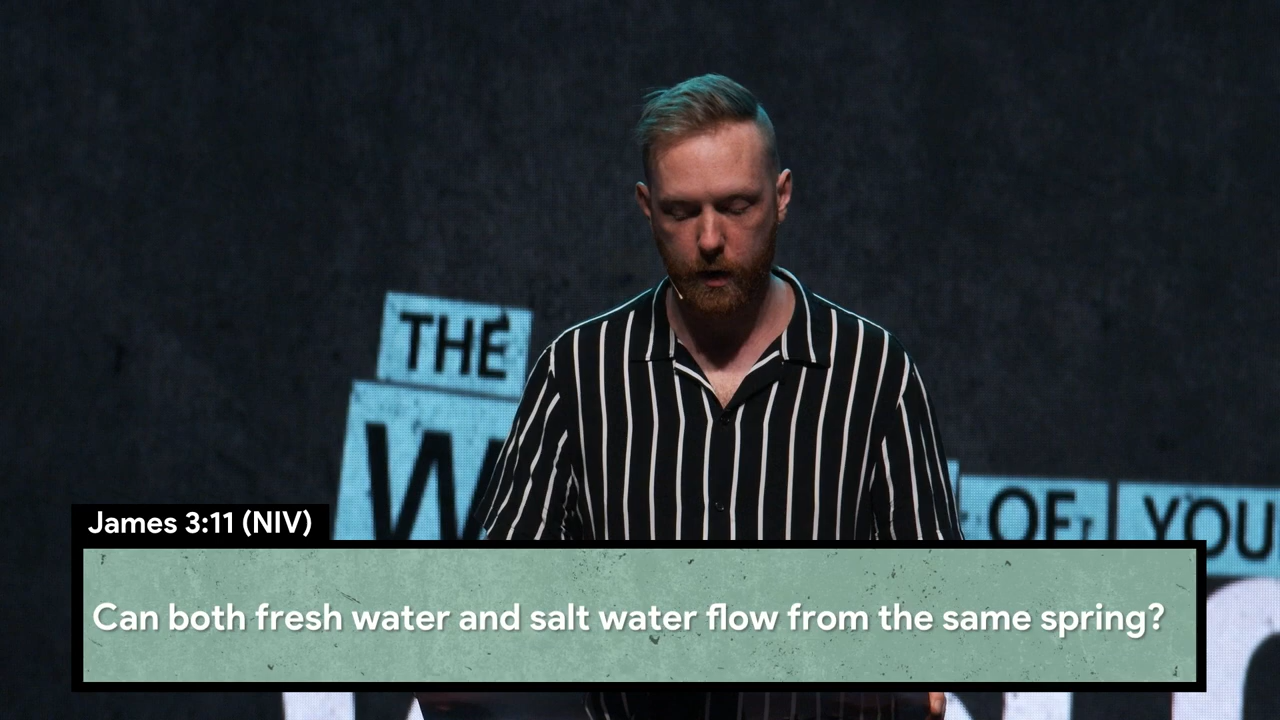 THE
W
OF YOU
James 3:11 (NIV)
Can both fresh water and salt water flow from the same spring?